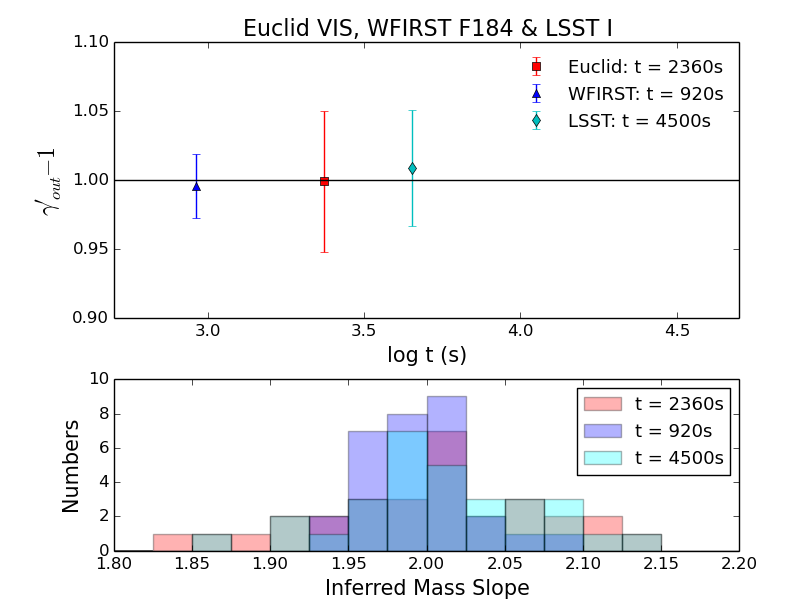 Euclid VIS, WFIRST F184 & LSST I
1.10
1.05
1.00
0.95
0.90
γ′out−1
Euclid: t = 2360s
WFIRST: t = 920s
LSST: t = 4500s
3.0 3.5 4.0 4.5
log t (s)
10
8
6
4
2
0
Numbers
t = 2360s
t = 920s
t = 4500s
1.80 1.85 1.90 1.95 2.00 2.05 2.10 2.15 2.20
Inferred Mass Slope